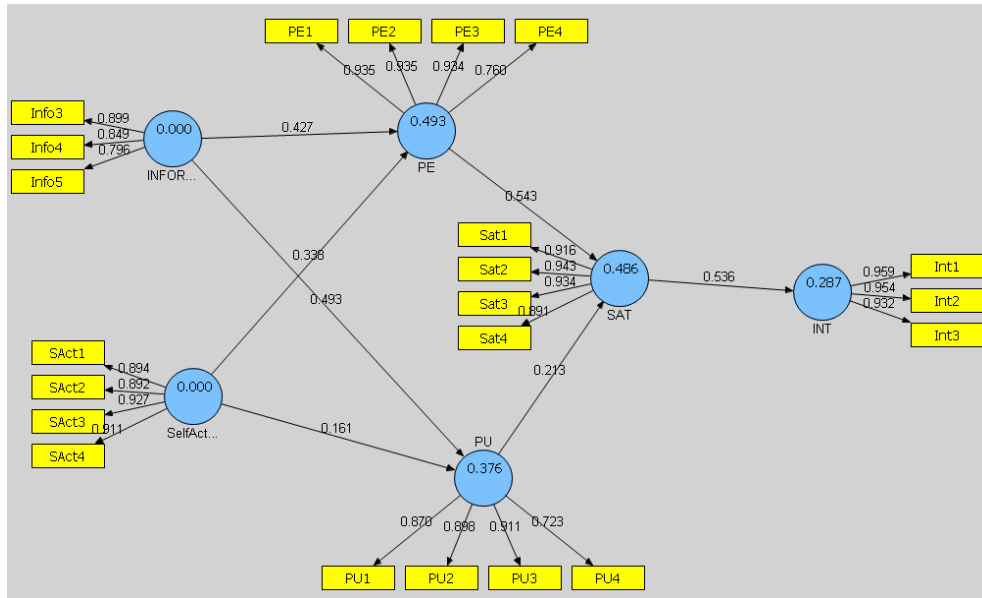 PE1
PE2
PE3
PE4
0.935
0.935
0.934
0.760
Info3
Info4
Info5
0.899
0.849
0.796
0.000
INFOR...
0.427
0.493
PE
0.543
0.338
0.493
Sat1
Sat2
Sat3
Sat4
0.916
0.943
0.934
0.891
0.486
SAT
0.536
0.287
INT
0.959
0.954
0.932
Int1
Int2
Int3
SAct1
SAct2
SAct3
SAct4
0.894
0.892
0.927
0.911
0.000
SelfAct...
0.161
0.213
PU
0.376
0.870
0.898
0.911
0.723
PU1
PU2
PU3
PU4